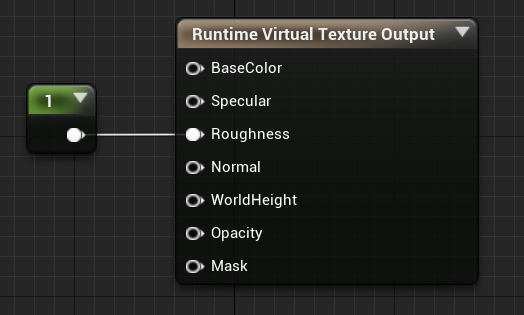 Runtime Virtual Texture Output
BaseColor
1
Specular
Roughness
Normal
WorldHeight
Opacity
Mask